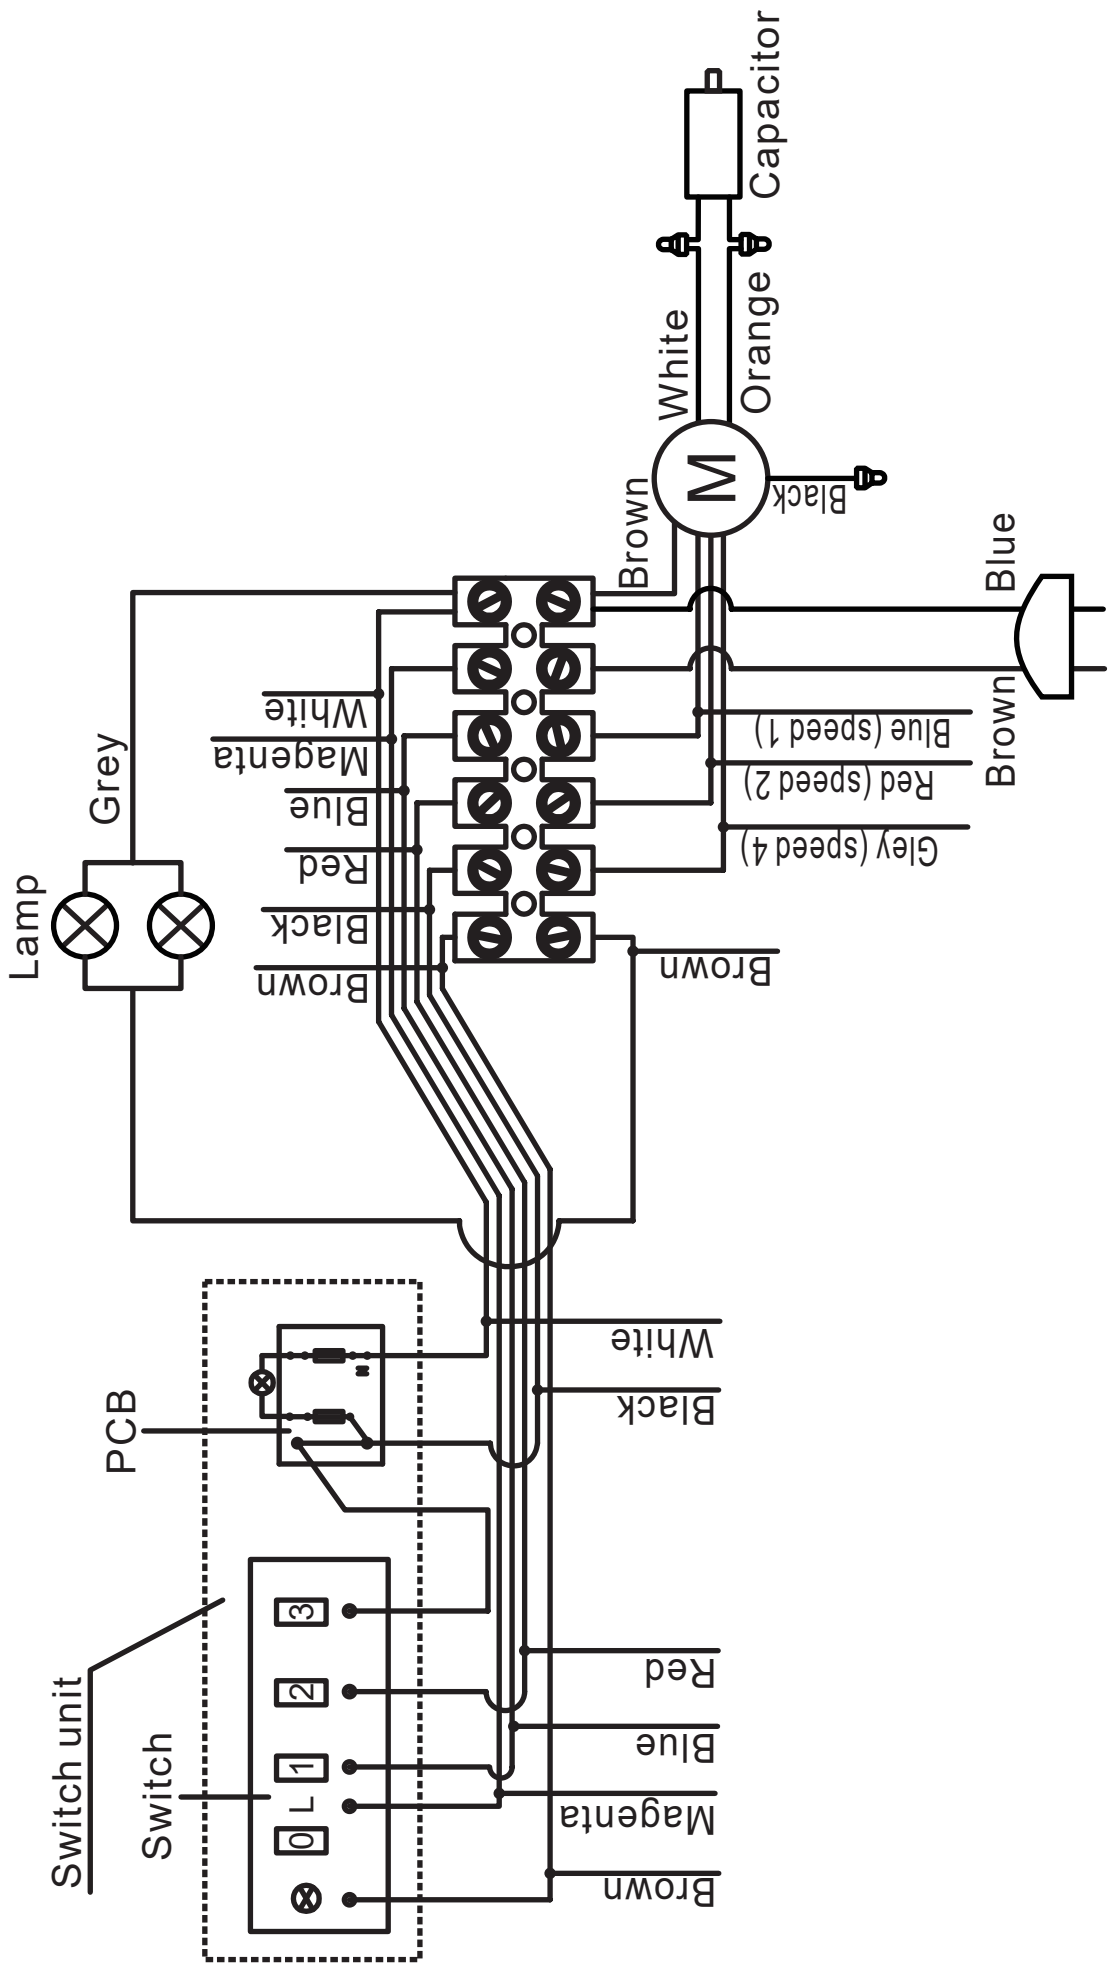 Capacitor
White
Orange
M
Black
Brown
Blue
Brown
Grey
Lamp
White
Magenta
Blue
Red
Black
Brown
Blue (speed 1)
Red (speed 2)
Gley (speed 4)
Brown
PCB
White
Black
Switch unit
Switch
0
L
1
2
3
Red
Blue
Magenta
Brown